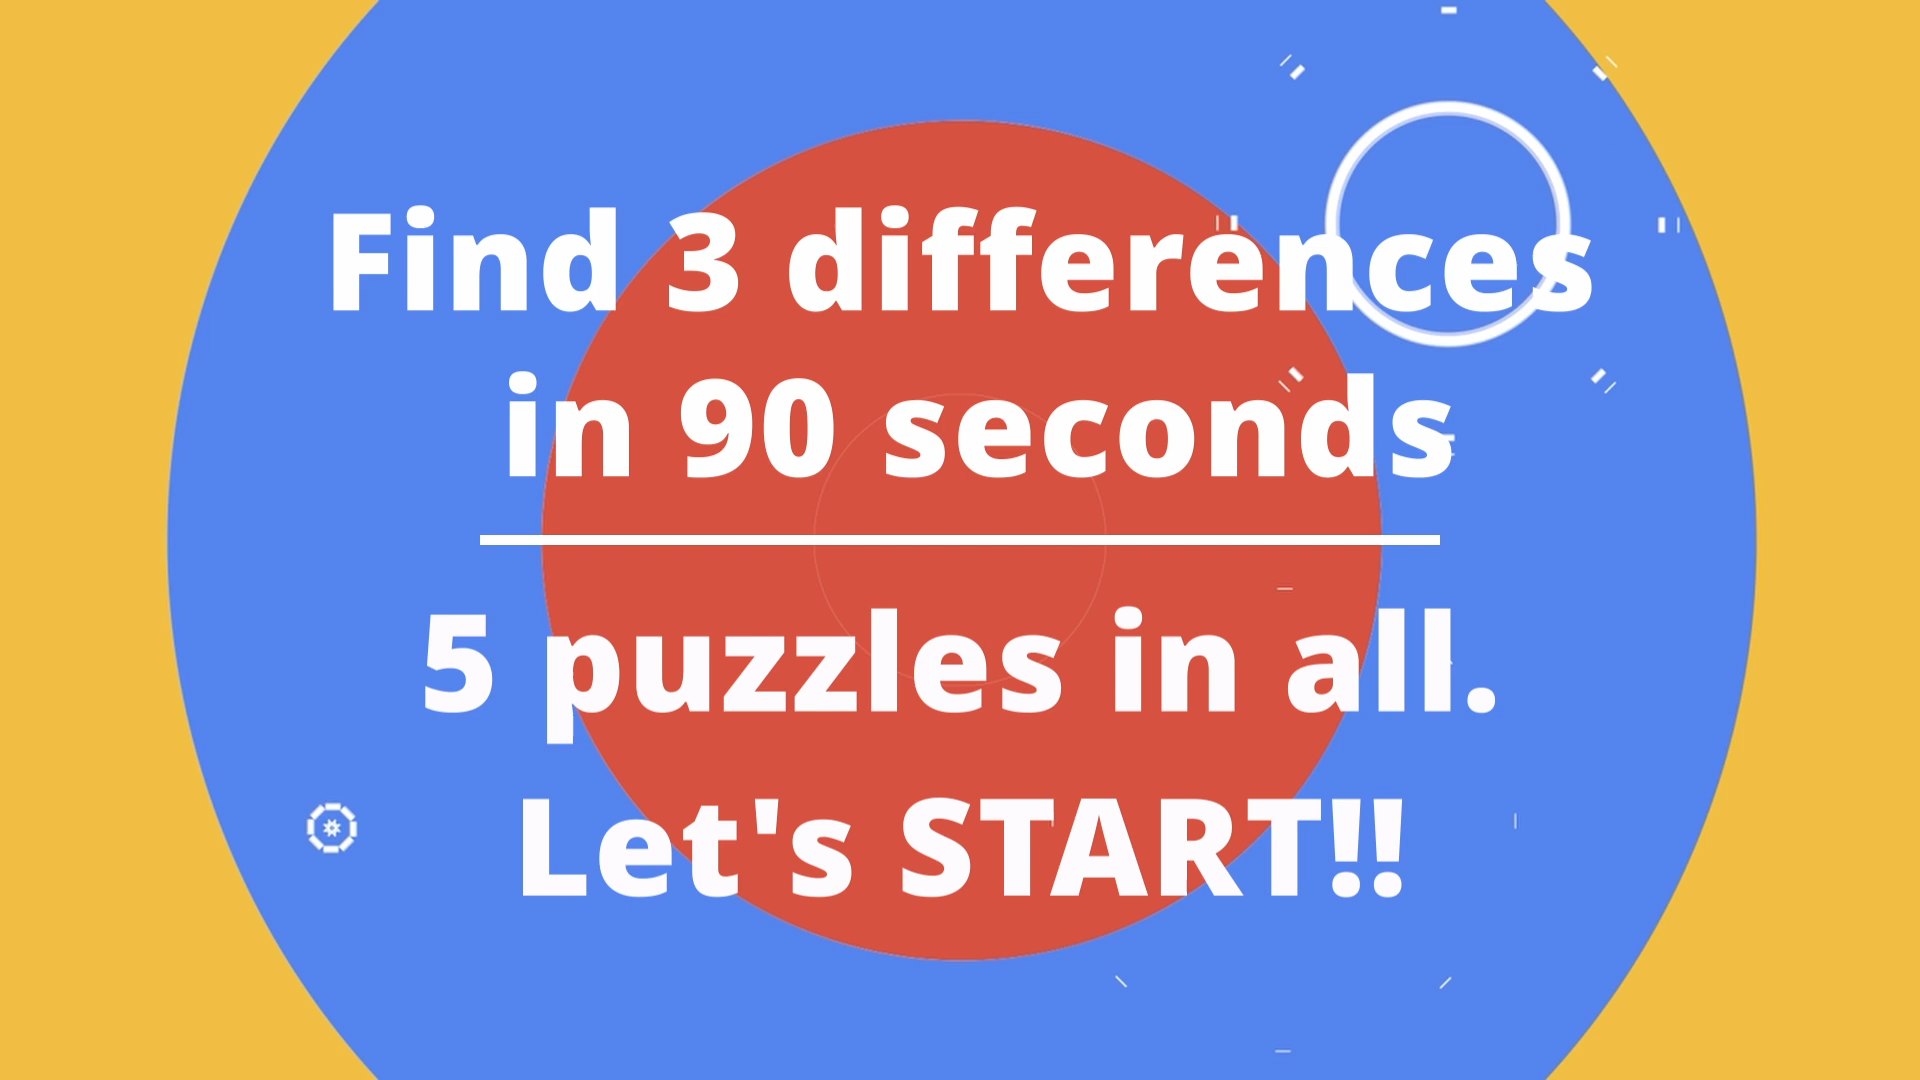 Find 3 differences
in 90 seconds
5 puzzles in all.
Let's START!!